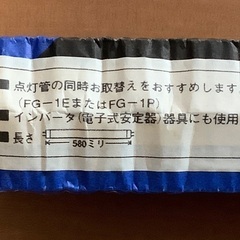 ■点灯管の同時お取替えをおすすめします
(FG-1EまたはFG-1P)
■インバータ(電子式安定器)器具にも使用
■長さ
580ミリ